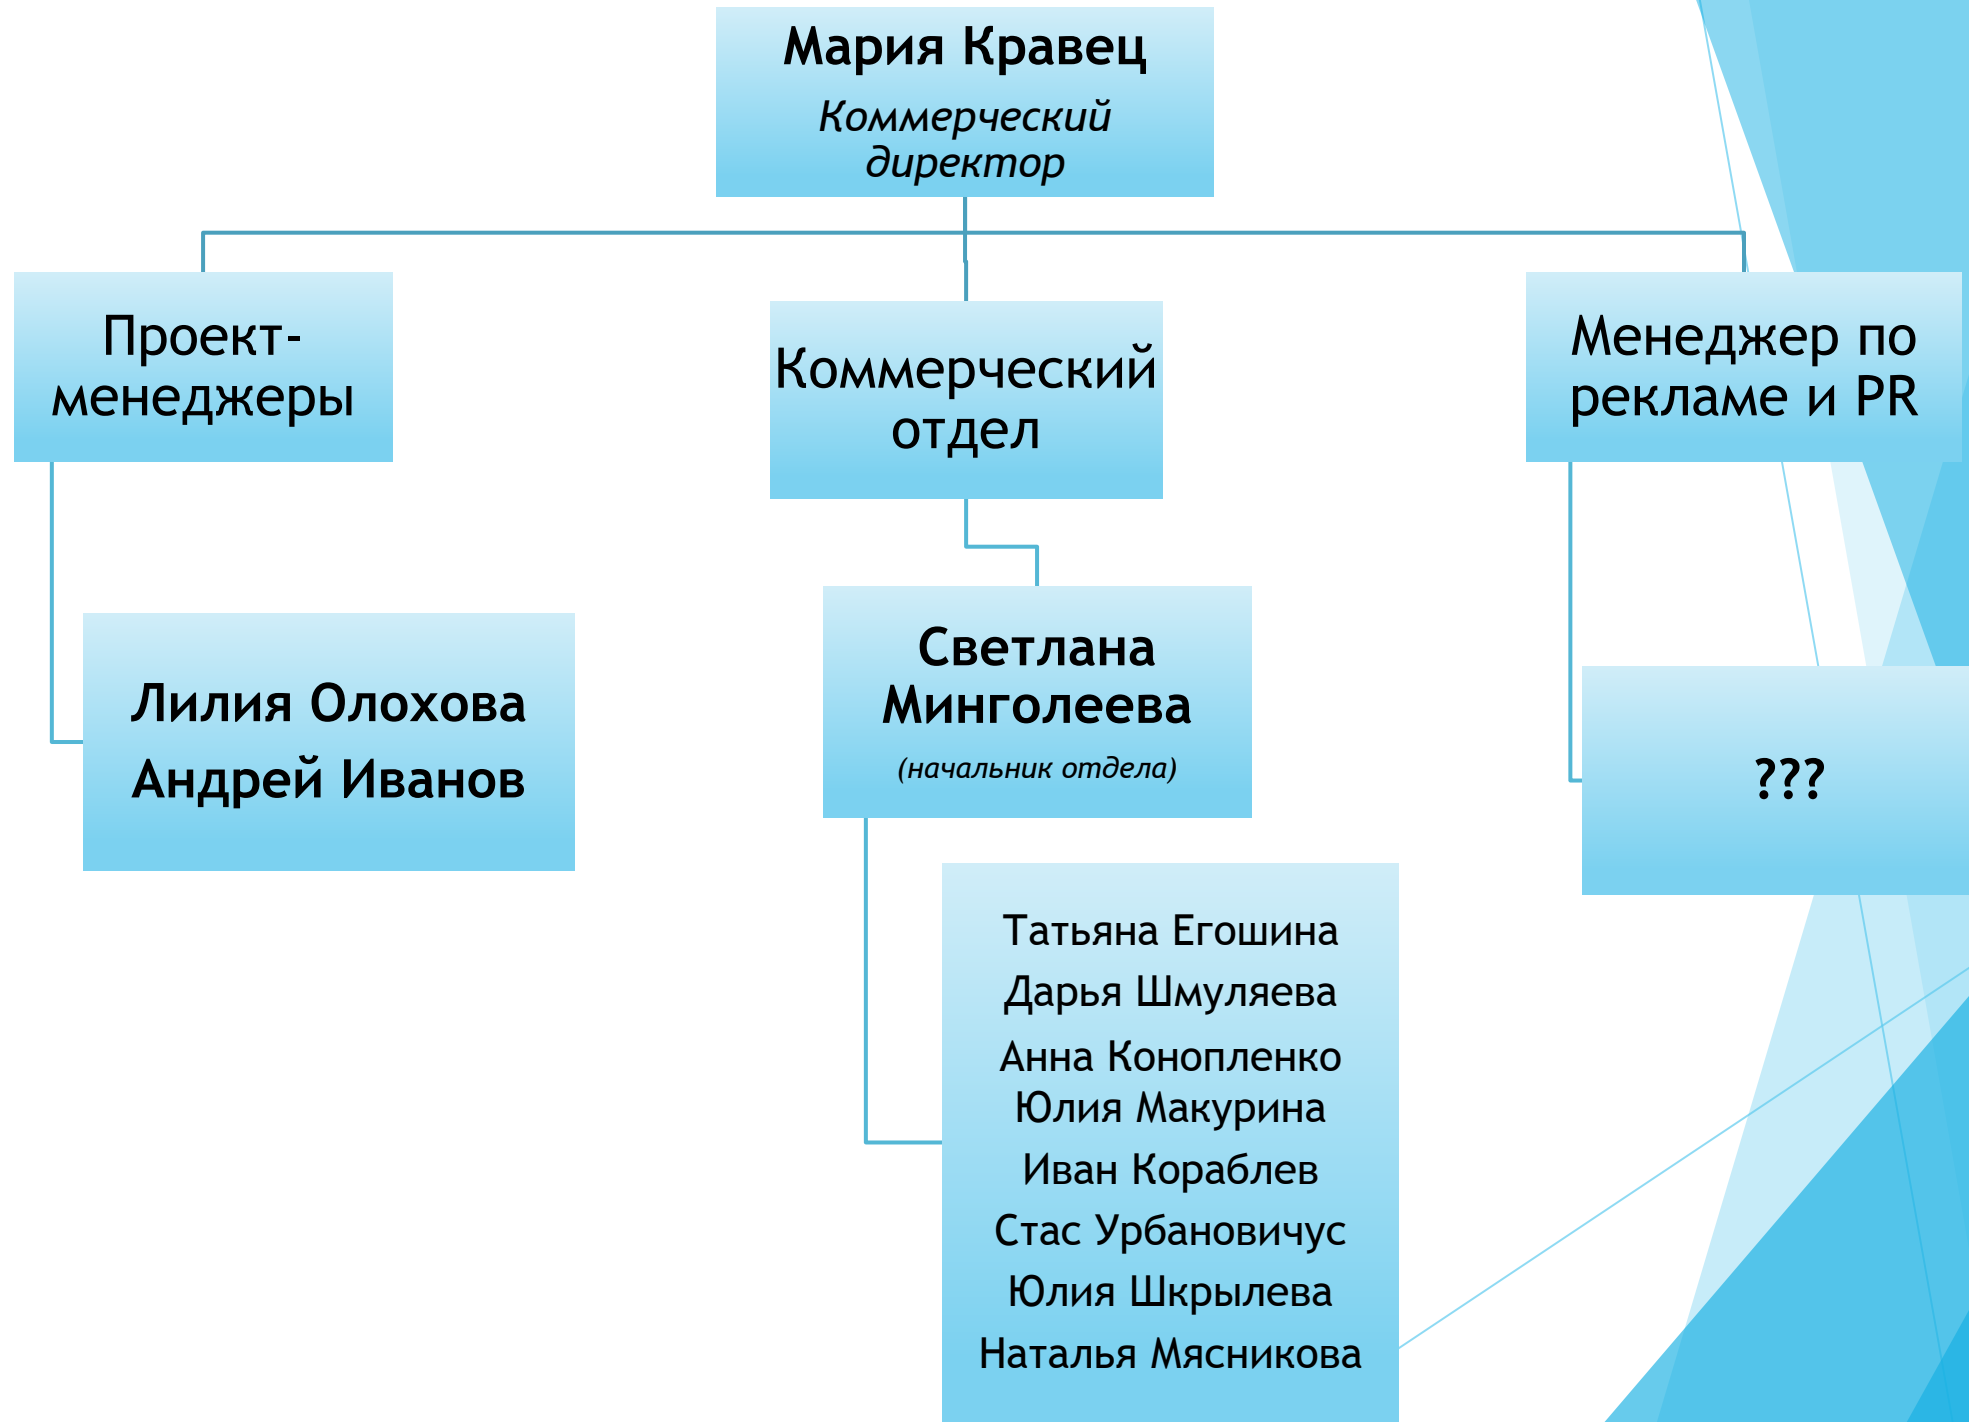 Мария Кравец
Коммерческий
директор
Проект-
менеджеры
Коммерческий
отдел
Менеджер по
рекламе и PR
Лилия Олохова
Андрей Иванов
Светлана
Минголеева
(начальник отдела)
???
Татьяна Егошина
Дарья Шмуляева
Анна Конопленко
Юлия Макурина
Иван Кораблев
Стас Урбановичус
Юлия Шкрылева
Наталья Мясникова